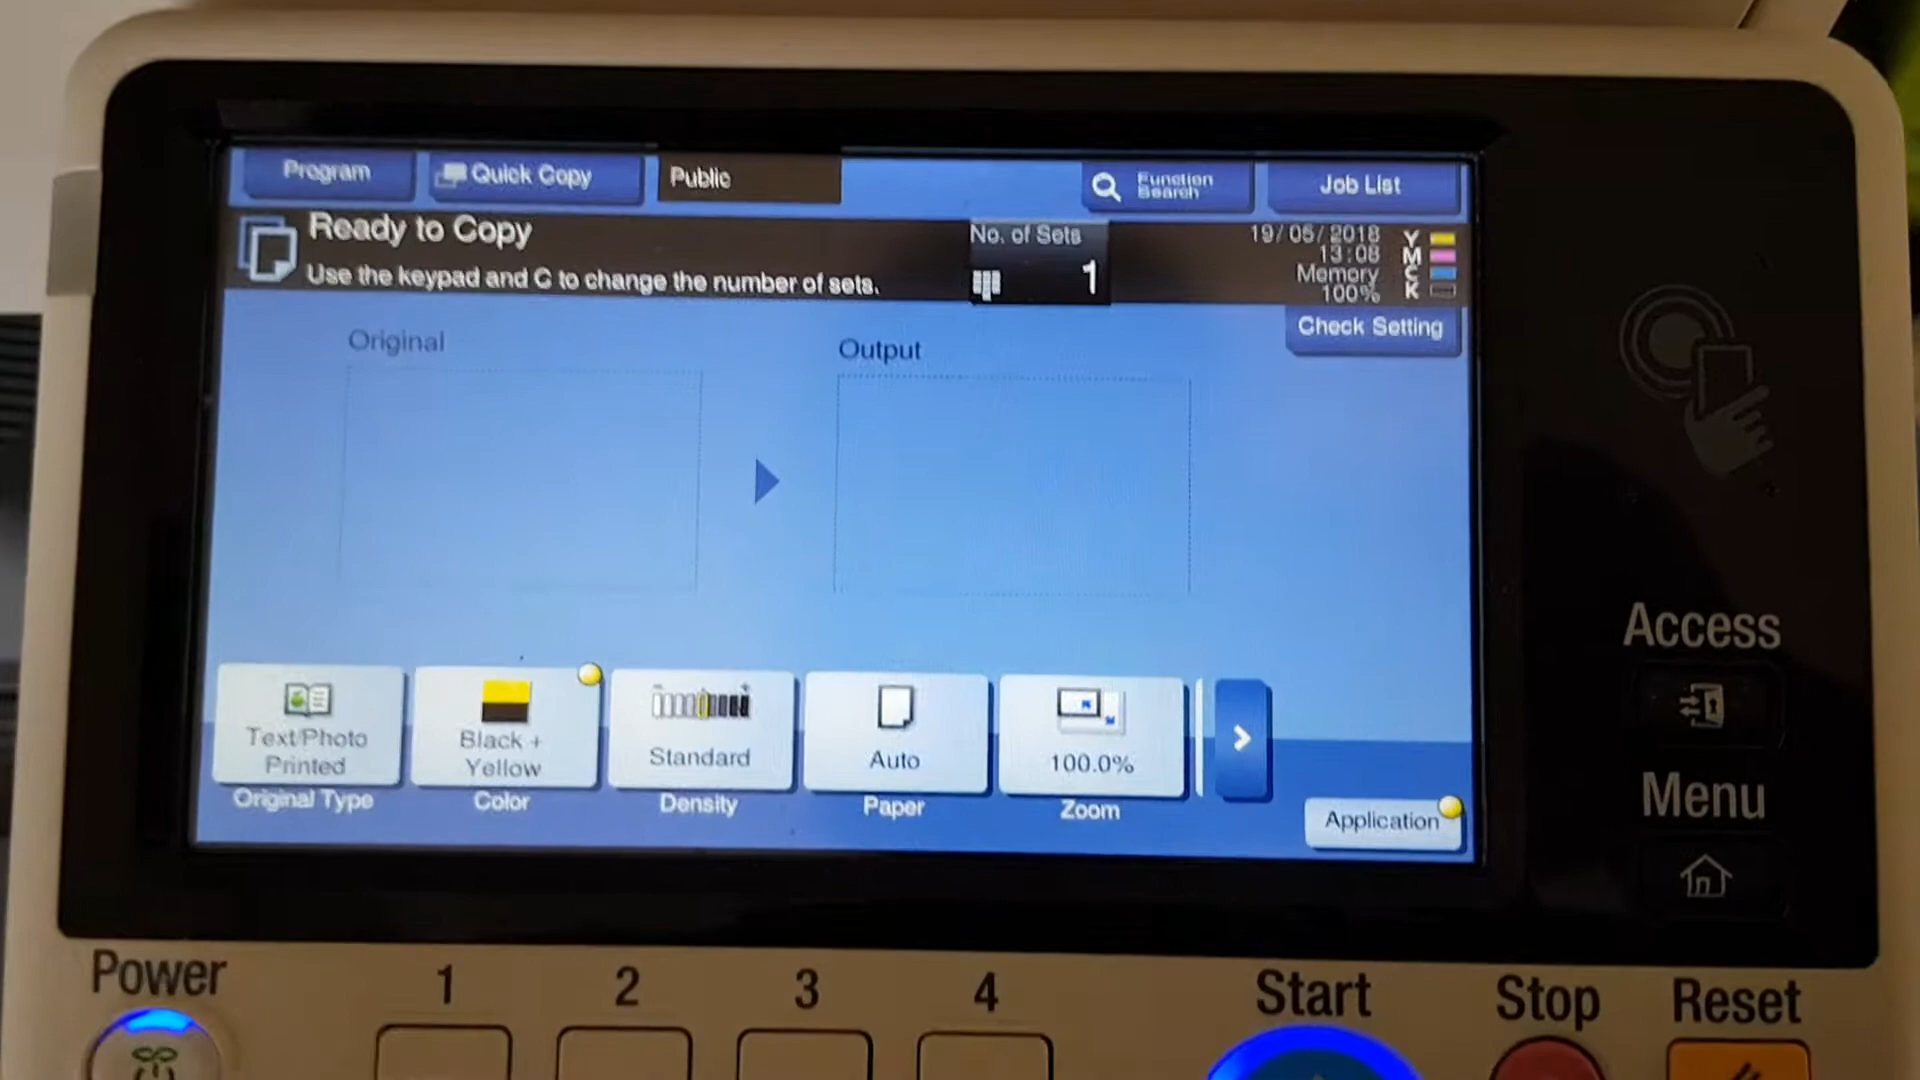 Program
Quick Copy
Public
Function
Search
Job List
Ready to Copy
Use the keypad and C to change the number of sets.
No. of Sets
1
19/05/2018
13:08
Memory
100%
Y
M
C
K
Check Setting
Original
Output
Text/Photo
Printed
Original Type
Black +
Yellow
Color
Standard
Density
Auto
Paper
100.0%
Zoom
Application
Access
Menu
Power
1
2
3
4
Start
Stop
Reset